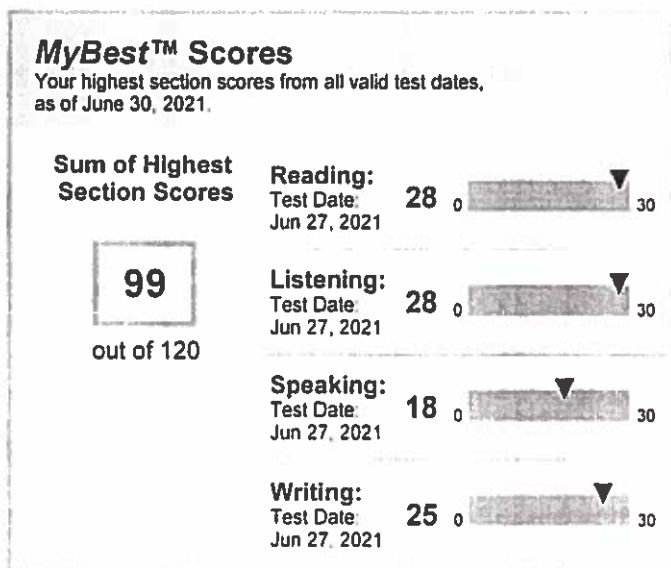 MyBest™ Scores
Your highest section scores from all valid test dates,
as of June 30, 2021.
Sum of Highest
Section Scores
99
out of 120
Reading:
Test Date:
Jun 27, 2021
28
0
30
Listening:
Test Date:
Jun 27, 2021
28
0
30
Speaking:
Test Date:
Jun 27, 2021
18
0
30
Writing:
Test Date:
Jun 27, 2021
25
0
30